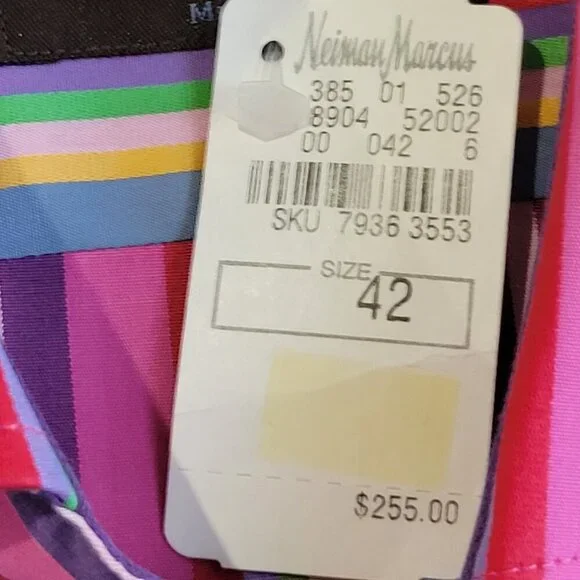 Neiman Marcus
385 01 526
8904 52002
00 042 6
SKU 7936 3553
SIZE
42
$255.00